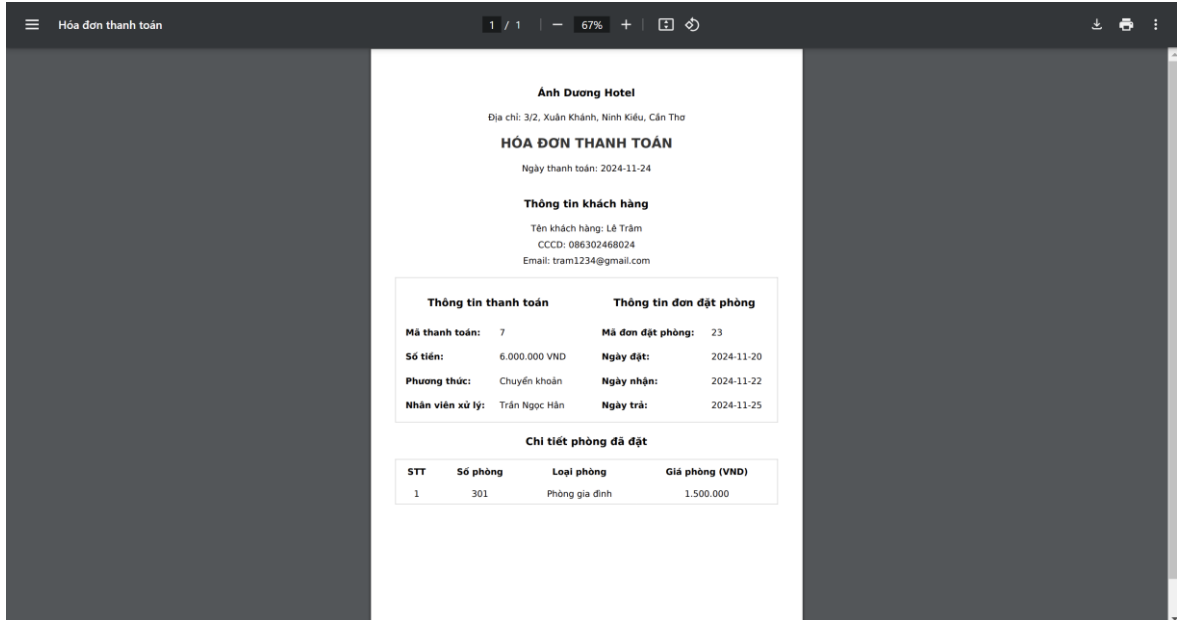 Hóa đơn thanh toán
1 / 1
67%
Ánh Dương Hotel
Địa chỉ: 3/2, Xuân Khánh, Ninh Kiều, Cần Thơ
HÓA ĐƠN THANH TOÁN
Ngày thanh toán: 2024-11-24
Thông tin khách hàng
Tên khách hàng: Lê Trâm
CCCD: 086302468024
Email: tram1234@gmail.com
Thông tin thanh toán Thông tin đơn đặt phòng
Mã thanh toán: 7 Mã đơn đặt phòng: 23
Số tiền: 6.000.000 VND Ngày đặt: 2024-11-20
Phương thức: Chuyển khoản Ngày nhận: 2024-11-22
Nhân viên xử lý: Trần Ngọc Hân Ngày trả: 2024-11-25
Chi tiết phòng đã đặt
STT Số phòng Loại phòng Giá phòng (VND)
1 301 Phòng gia đình 1.500.000